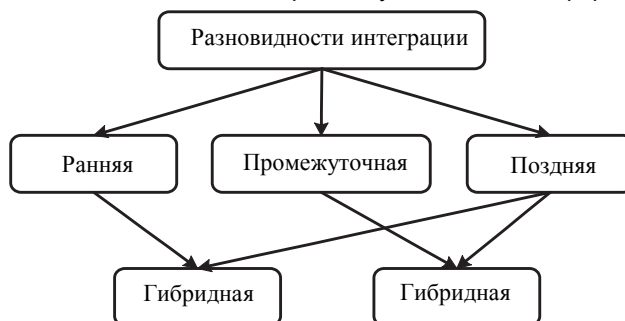 Разновидности интеграции
Ранняя
Промежуточная
Поздняя
Гибридная
Гибридная